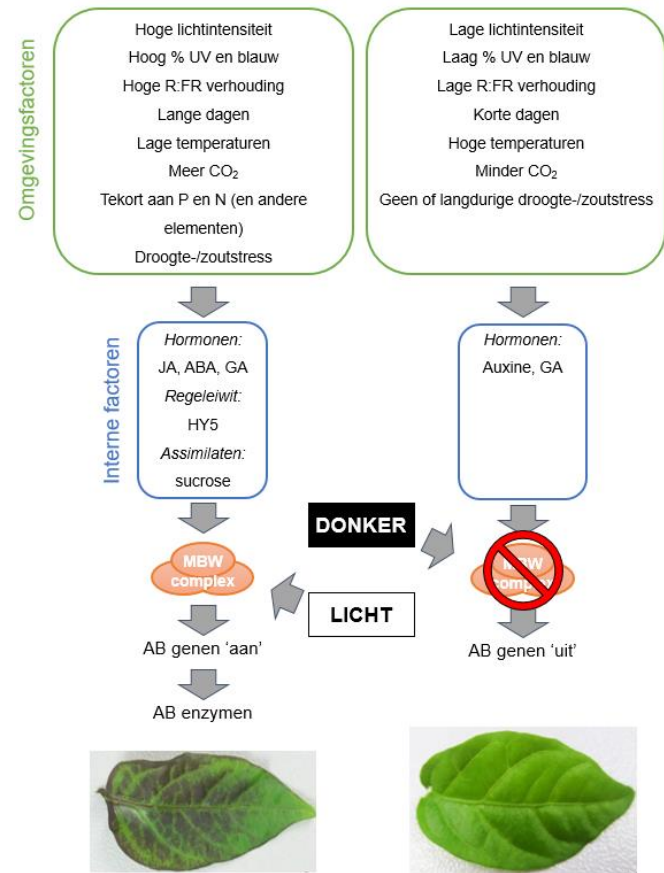 Omgevingsfactoren
Hoge lichtintensiteit
Hoog % UV en blauw
Hoge R:FR verhouding
Lange dagen
Lage temperaturen
Meer CO₂
Tekort aan P en N (en andere
elementen)
Droogte-/zoutstress
Lage lichtintensiteit
Laag % UV en blauw
Lage R:FR verhouding
Korte dagen
Hoge temperaturen
Minder CO₂
Geen of langdurige droogte-/zoutstress
Interne factoren
Hormonen:
JA, ABA, GA
Regeleiwit:
HY5
Assimilaten:
sucrose
Hormonen:
Auxine, GA
DONKER
LICHT
MBW
complex
MBW
complex
AB genen ‘aan’
AB genen ‘uit’
AB enzymen